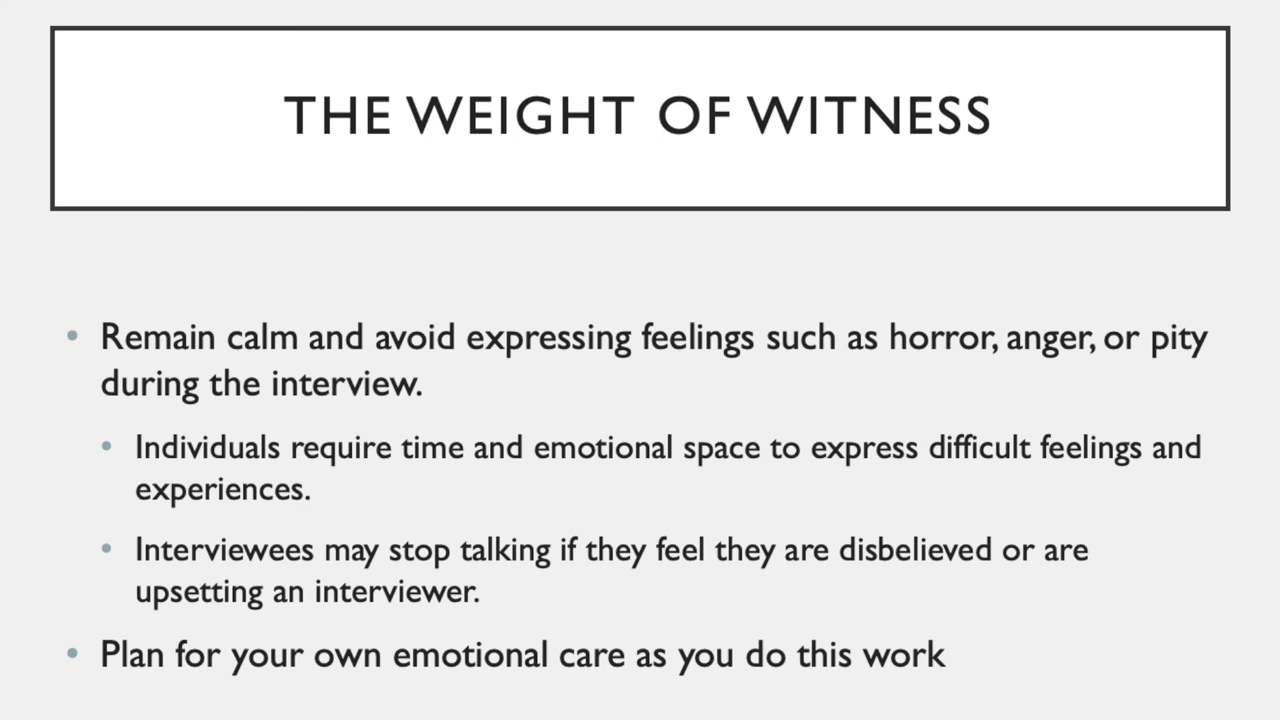 THE WEIGHT OF WITNESS
• Remain calm and avoid expressing feelings such as horror, anger, or pity
during the interview.
• Individuals require time and emotional space to express difficult feelings and
experiences.
• Interviewees may stop talking if they feel they are disbelieved or are
upsetting an interviewer.
• Plan for your own emotional care as you do this work